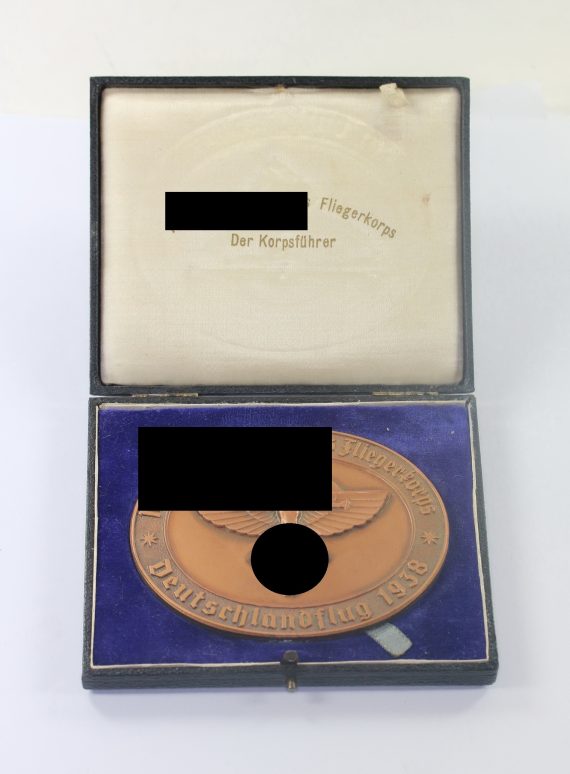 Fliegerkorps
Der Korpsführer
Fliegerkorps
Deutschlandflug 1938